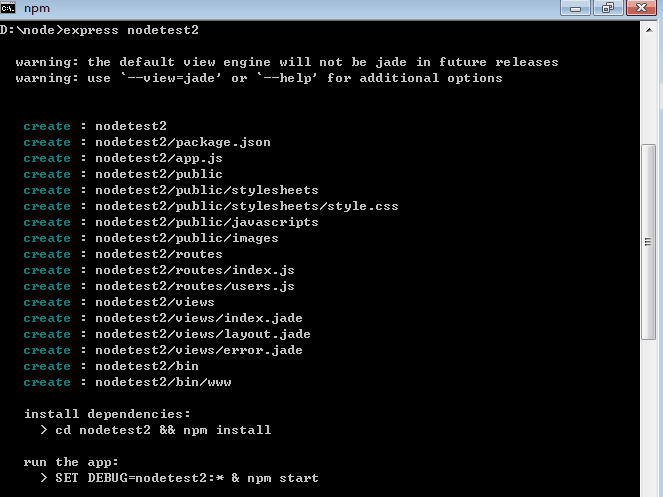 npm
D:\node>express nodetest2
warning: the default view engine will not be jade in future releases
warning: use `--view=jade' or `--help' for additional options
create : nodetest2
create : nodetest2/package.json
create : nodetest2/app.js
create : nodetest2/public
create : nodetest2/public/stylesheets
create : nodetest2/public/stylesheets/style.css
create : nodetest2/public/javascripts
create : nodetest2/public/images
create : nodetest2/routes
create : nodetest2/routes/index.js
create : nodetest2/routes/users.js
create : nodetest2/views
create : nodetest2/views/index.jade
create : nodetest2/views/layout.jade
create : nodetest2/views/error.jade
create : nodetest2/bin
create : nodetest2/bin/www
install dependencies:
> cd nodetest2 && npm install
run the app:
> SET DEBUG=nodetest2:* & npm start